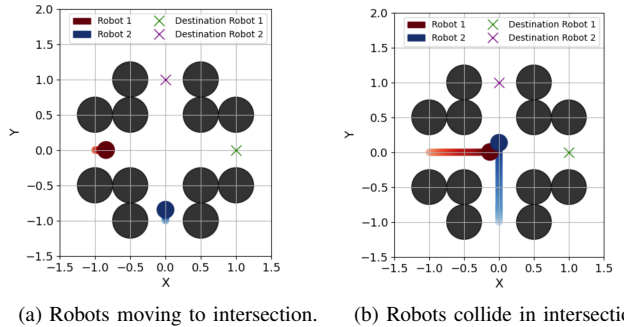 Robot 1
Robot 2
Destination Robot 1
Destination Robot 2
2.0
1.5
1.0
0.5
0.0
−0.5
−1.0
−1.5
Y
−1.5
−1.0
−0.5
0.0
0.5
1.0
1.5
X
(a) Robots moving to intersection.
Robot 1
Robot 2
Destination Robot 1
Destination Robot 2
2.0
1.5
1.0
0.5
0.0
−0.5
−1.0
−1.5
Y
−1.5
−1.0
−0.5
0.0
0.5
1.0
1.5
X
(b) Robots collide in intersectio